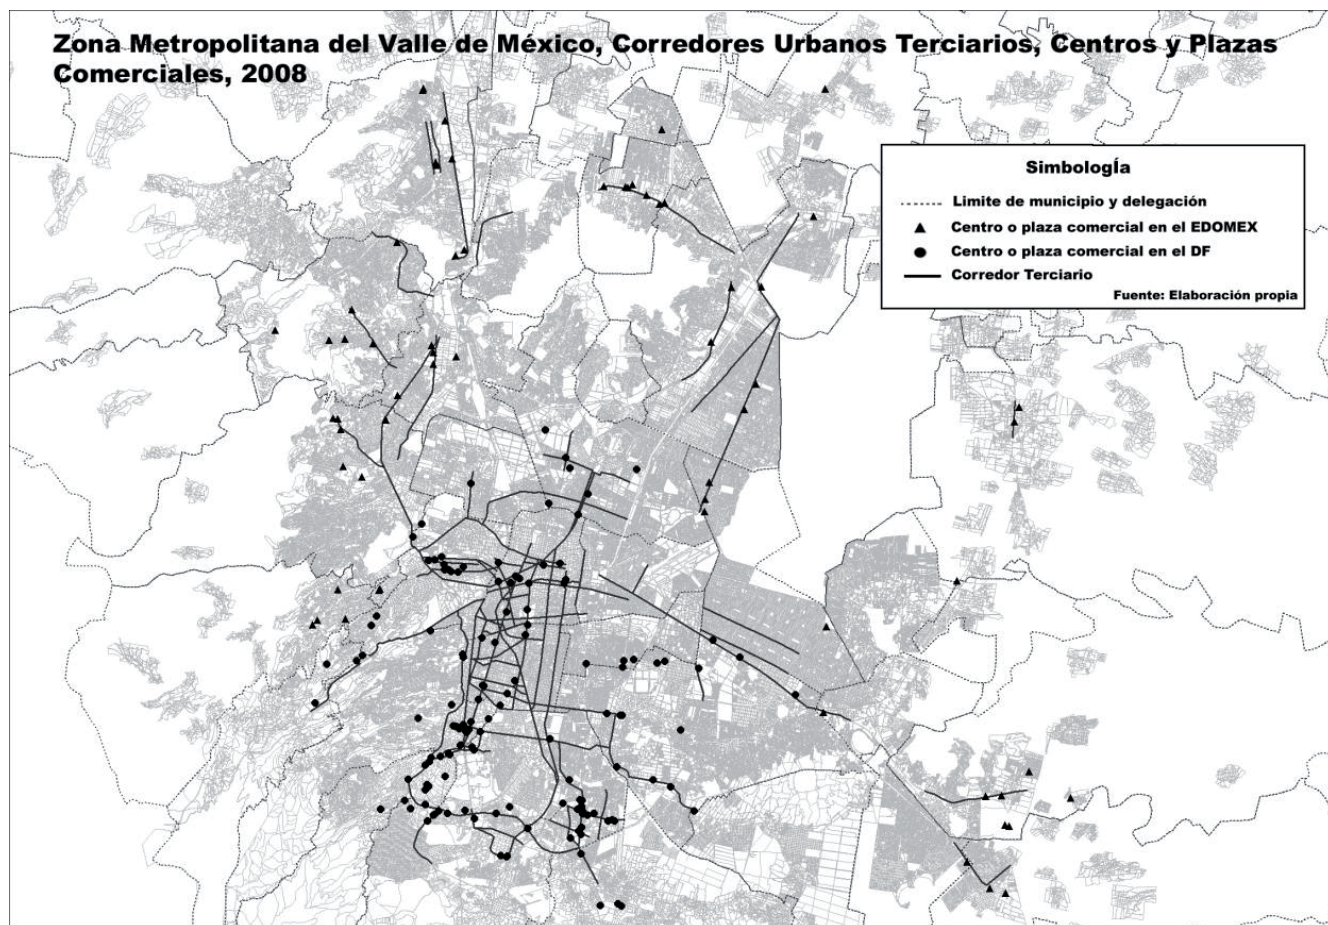 Zona Metropolitana del Valle de México, Corredores Urbanos Terciarios, Centros y Plazas
Comerciales, 2008
Simbología
Limite de municipio y delegación
Centro o plaza comercial en el EDOMEX
Centro o plaza comercial en el DF
Corredor Terciario
Fuente: Elaboración propia